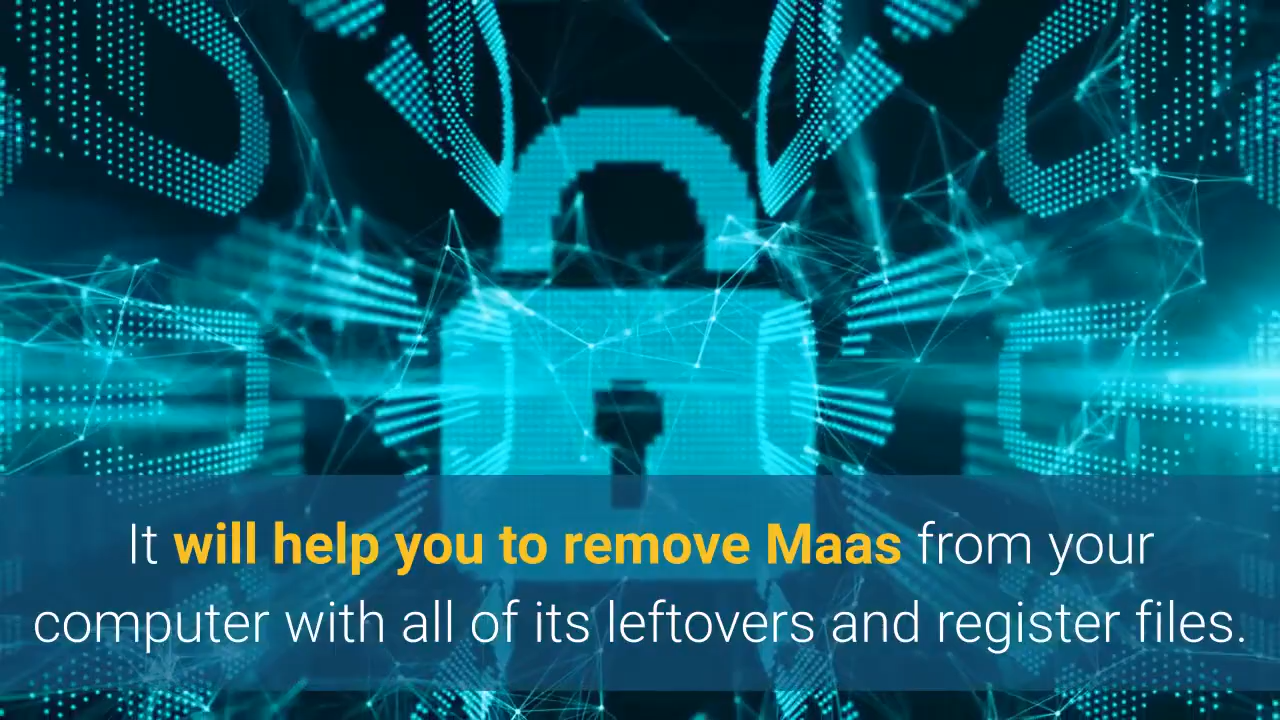 It will help you to remove Maas from your
computer with all of its leftovers and register files.